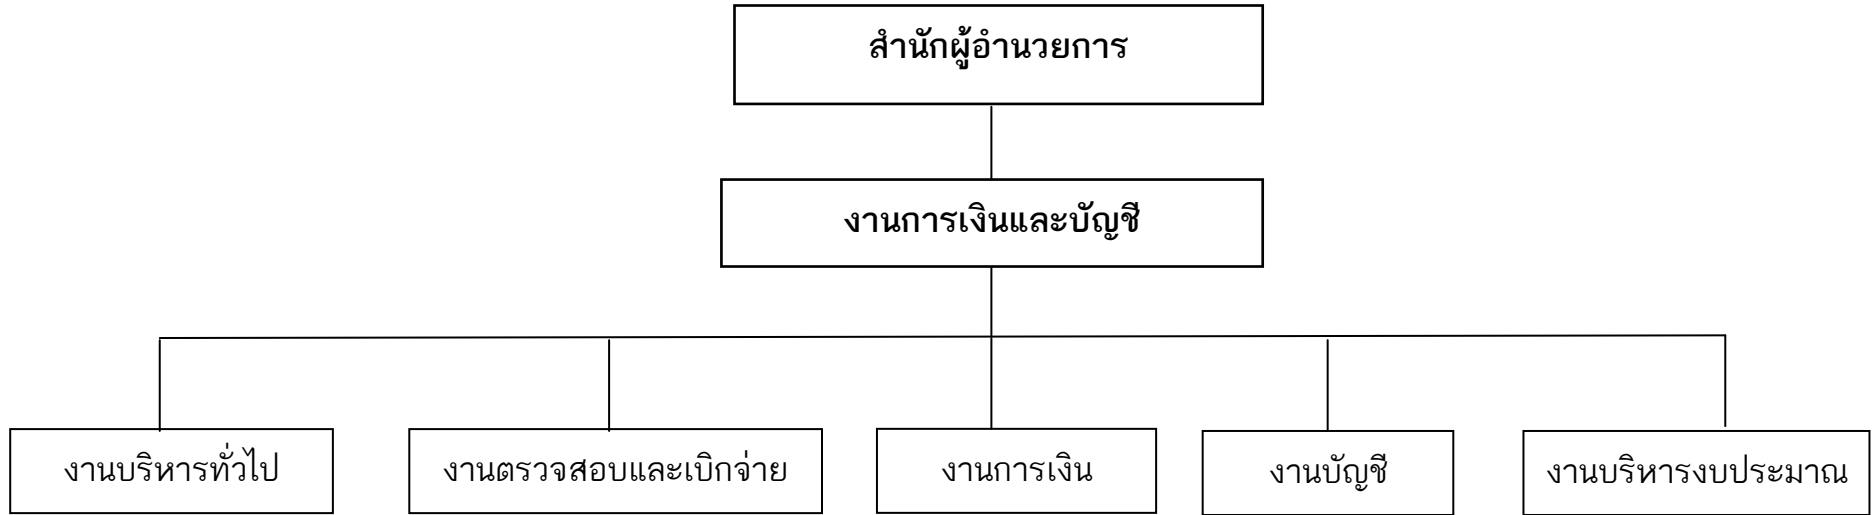 สำนักผู้อำนวยการ
งานการเงินและบัญชี
งานบริหารทั่วไป
งานตรวจสอบและเบิกจ่าย
งานการเงิน
งานบัญชี
งานบริหารงบประมาณ